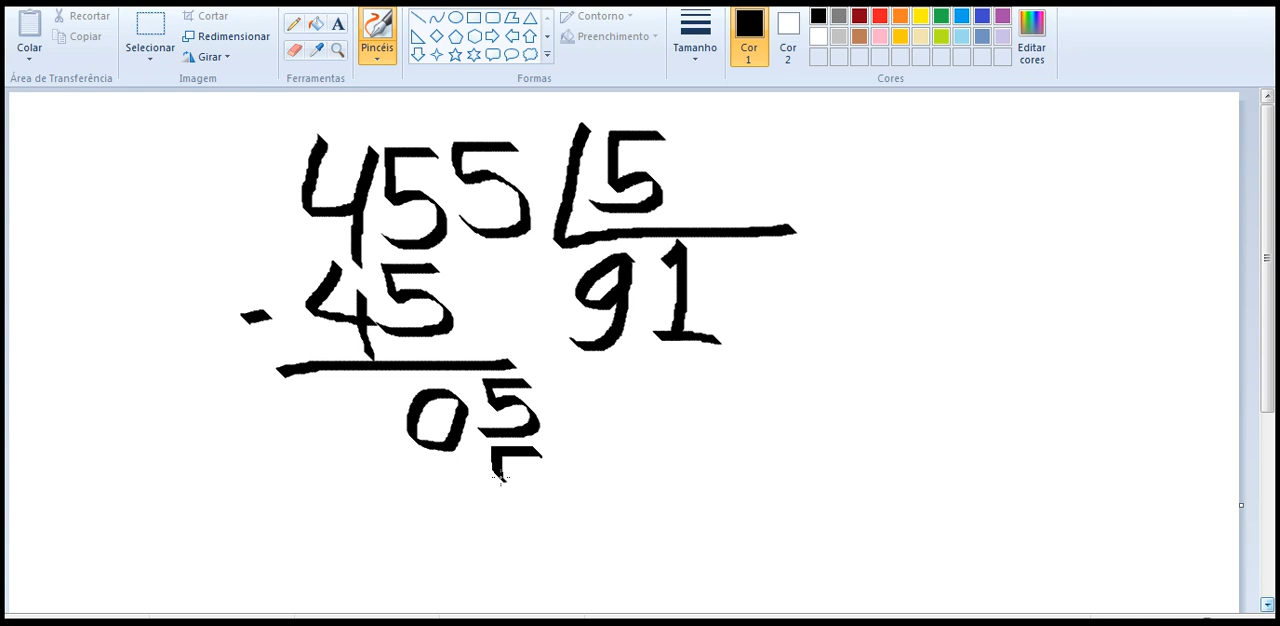 Colar
Recortar
Copiar
Área de Transferência
Selecionar
Cortar
Redimensionar
Girar
Imagem
A
Ferramentas
Pincéis
Contorno
Preenchimento
Formas
Tamanho
Cor 1
Cor 2
Editar cores
Cores
455 5
- 45 91
05